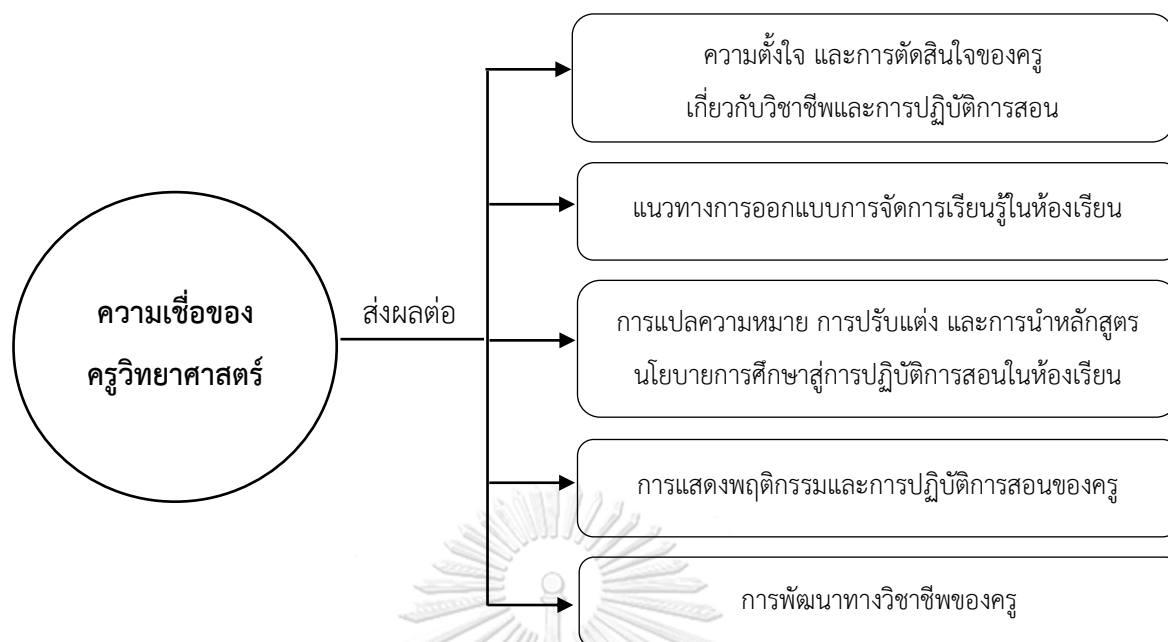 ความตั้งใจ และการตัดสินใจของครู
เกี่ยวกับวิชาชีพและการปฏิบัติการสอน
แนวทางการออกแบบการจัดการเรียนรู้ในห้องเรียน
ความเชื่อของ
ครูวิทยาศาสตร์
ส่งผลต่อ
การแปลความหมาย การปรับแต่ง และการนำหลักสูตร
นโยบายการศึกษาสู่การปฏิบัติการสอนในห้องเรียน
การแสดงพฤติกรรมและการปฏิบัติการสอนของครู
การพัฒนาทางวิชาชีพของครู